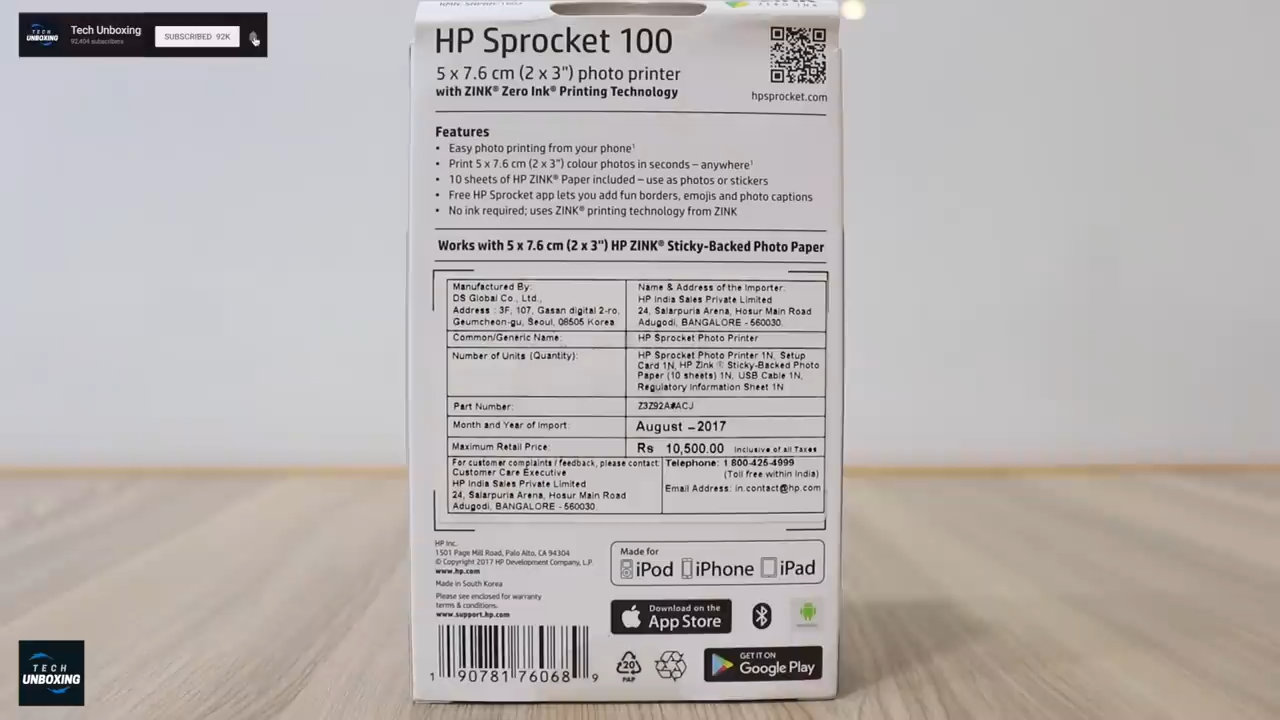 TECH
UNBOXING
Tech Unboxing
92,404 subscribers
SUBSCRIBED 92K
HP Sprocket 100
5 x 7.6 cm (2 x 3") photo printer
with ZINK® Zero Ink® Printing Technology
hpsprocket.com
Features
• Easy photo printing from your phone¹
• Print 5 x 7.6 cm (2 x 3") colour photos in seconds – anywhere¹
• 10 sheets of HP ZINK® Paper included – use as photos or stickers
• Free HP Sprocket app lets you add fun borders, emojis and photo captions
• No ink required; uses ZINK® printing technology from ZINK
Works with 5 x 7.6 cm (2 x 3") HP ZINK® Sticky-Backed Photo Paper
Manufactured By:
DS Global Co., Ltd.,
Address : 3F, 107, Gasan digital 2-ro,
Geumcheon-gu, Seoul, 08505 Korea
Name & Address of the Importer:
HP India Sales Private Limited
24, Salarpuria Arena, Hosur Main Road
Adugodi, BANGALORE - 560030.
Common/Generic Name:
HP Sprocket Photo Printer
Number of Units (Quantity):
HP Sprocket Photo Printer 1N, Setup
Card 1N, HP Zink ® Sticky-Backed Photo
Paper (10 sheets) 1N, USB Cable 1N,
Regulatory Information Sheet 1N
Part Number:
Z3Z92A#ACJ
Month and Year of Import:
August – 2017
Maximum Retail Price:
Rs 10,500.00 Inclusive of all Taxes
For customer complaints / feedback, please contact:
Customer Care Executive
HP India Sales Private Limited
24, Salarpuria Arena, Hosur Main Road
Adugodi, BANGALORE - 560030.
Telephone: 1 800-425-4999
(Toll free within India)
Email Address: in.contact@hp.com
HP Inc.
1501 Page Mill Road, Palo Alto, CA 94304
© Copyright 2017 HP Development Company, L.P.
www.hp.com
Made in South Korea
Please see enclosed for warranty
terms & conditions.
www.support.hp.com
Made for
iPod iPhone iPad
Download on the
App Store
1 90781 76068 9
20
PAP
GET IT ON
Google Play
TECH
UNBOXING